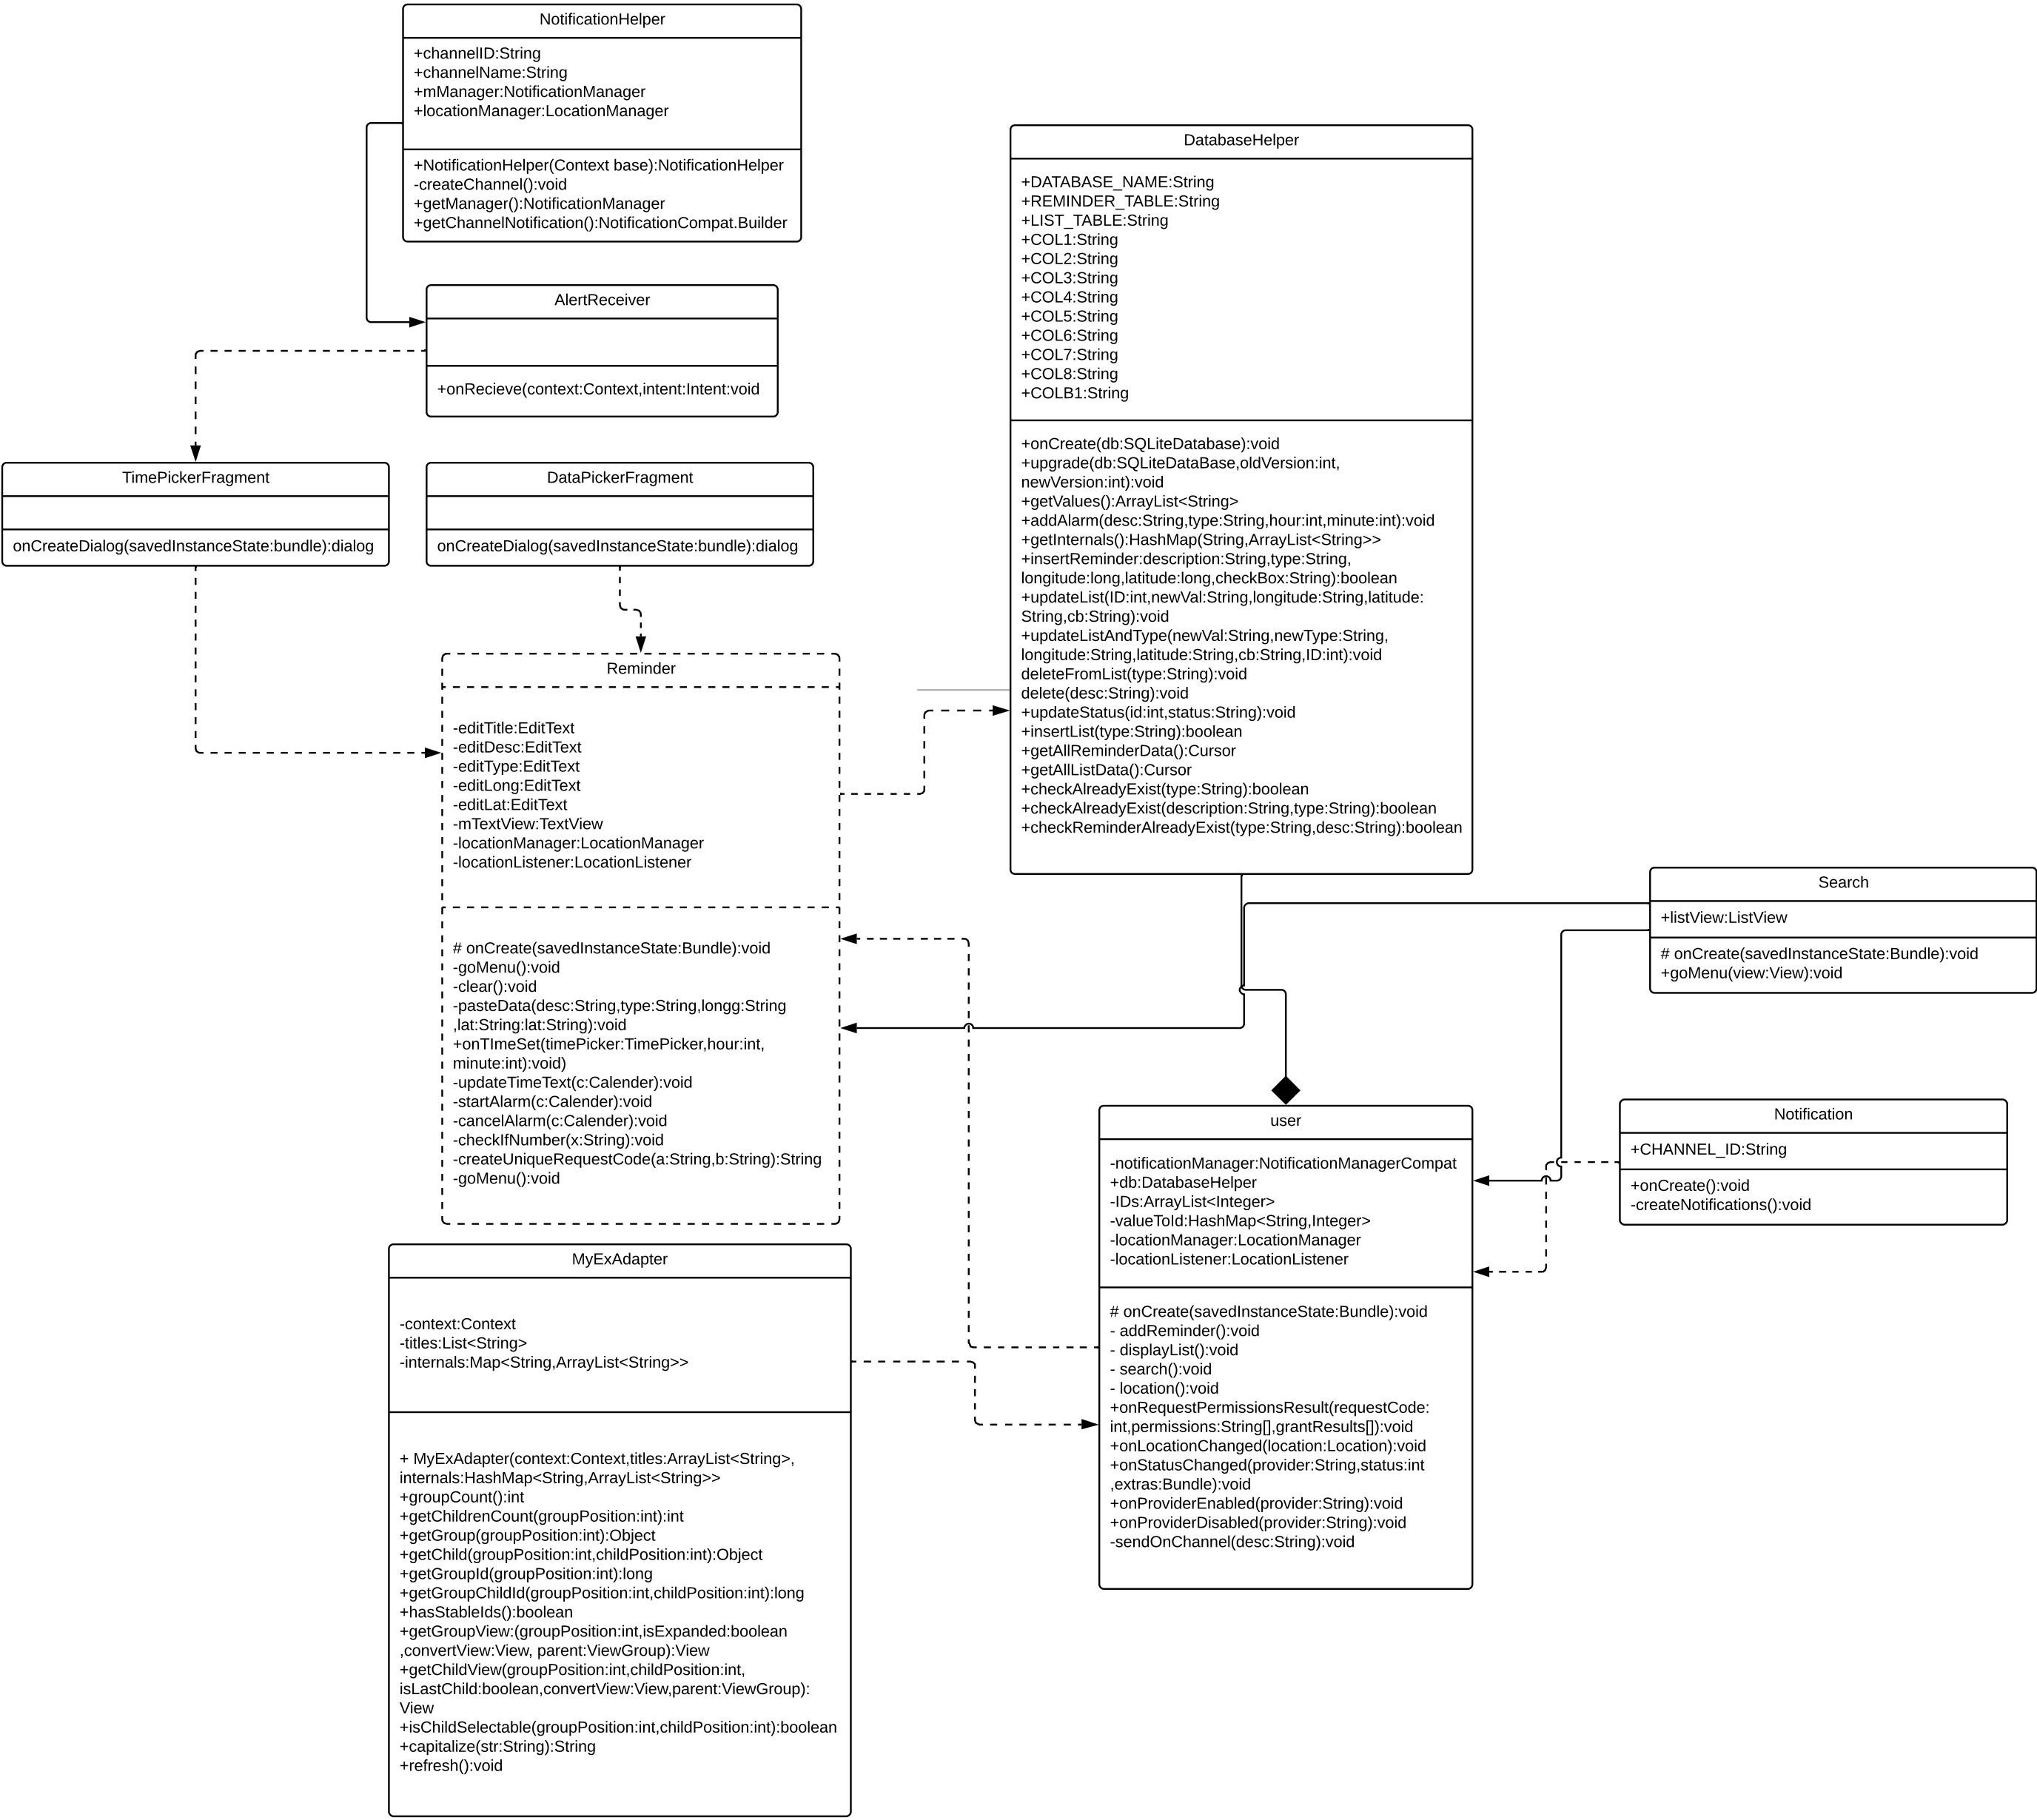 NotificationHelper
+channelID:String
+channelName:String
+mManager:NotificationManager
+locationManager:LocationManager
+NotificationHelper(Context base):NotificationHelper
-createChannel():void
+getManager():NotificationManager
+getChannelNotification():NotificationCompat.Builder
AlertReceiver
+onRecieve(context:Context,intent:Intent:void
TimePickerFragment
onCreateDialog(savedInstanceState:bundle):dialog
DataPickerFragment
onCreateDialog(savedInstanceState:bundle):dialog
DatabaseHelper
+DATABASE_NAME:String
+REMINDER_TABLE:String
+LIST_TABLE:String
+COL1:String
+COL2:String
+COL3:String
+COL4:String
+COL5:String
+COL6:String
+COL7:String
+COL8:String
+COLB1:String
+onCreate(db:SQLiteDatabase):void
+upgrade(db:SQLiteDataBase,oldVersion:int,
newVersion:int):void
+getValues():ArrayList<String>
+addAlarm(desc:String,type:String,hour:int,minute:int):void
+getInternals():HashMap(String,ArrayList<String>>
+insertReminder:description:String,type:String,
longitude:long,latitude:long,checkBox:String):boolean
+updateList(ID:int,newVal:String,longitude:String,latitude:
String,cb:String):void
+updateListAndType(newVal:String,newType:String,
longitude:String,latitude:String,cb:String,ID:int):void
deleteFromList(type:String):void
delete(desc:String):void
+updateStatus(id:int,status:String):void
+insertList(type:String):boolean
+getAllReminderData():Cursor
+getAllListData():Cursor
+checkAlreadyExist(type:String):boolean
+checkAlreadyExist(description:String,type:String):boolean
+checkReminderAlreadyExist(type:String,desc:String):boolean
Reminder
-editTitle:EditText
-editDesc:EditText
-editType:EditText
-editLong:EditText
-editLat:EditText
-mTextView:TextView
-locationManager:LocationManager
-locationListener:LocationListener
# onCreate(savedInstanceState:Bundle):void
-goMenu():void
-clear():void
-pasteData(desc:String,type:String,longg:String
,lat:String:lat:String):void
+onTImeSet(timePicker:TimePicker,hour:int,
minute:int):void)
-updateTimeText(c:Calender):void
-startAlarm(c:Calender):void
-cancelAlarm(c:Calender):void
-checkIfNumber(x:String):void
-createUniqueRequestCode(a:String,b:String):String
-goMenu():void
Search
+listView:ListView
# onCreate(savedInstanceState:Bundle):void
+goMenu(view:View):void
Notification
+CHANNEL_ID:String
+onCreate():void
-createNotifications():void
user
-notificationManager:NotificationManagerCompat
+db:DatabaseHelper
-IDs:ArrayList<Integer>
-valueToId:HashMap<String,Integer>
-locationManager:LocationManager
-locationListener:LocationListener
# onCreate(savedInstanceState:Bundle):void
- addReminder():void
- displayList():void
- search():void
- location():void
+onRequestPermissionsResult(requestCode:
int,permissions:String[],grantResults[]):void
+onLocationChanged(location:Location):void
+onStatusChanged(provider:String,status:int
,extras:Bundle):void
+onProviderEnabled(provider:String):void
+onProviderDisabled(provider:String):void
-sendOnChannel(desc:String):void
MyExAdapter
-context:Context
-titles:List<String>
-internals:Map<String,ArrayList<String>>
+ MyExAdapter(context:Context,titles:ArrayList<String>,
internals:HashMap<String,ArrayList<String>>
+groupCount():int
+getChildrenCount(groupPosition:int):int
+getGroup(groupPosition:int):Object
+getChild(groupPosition:int,childPosition:int):Object
+getGroupId(groupPosition:int):long
+getGroupChildId(groupPosition:int,childPosition:int):long
+hasStableIds():boolean
+getGroupView:(groupPosition:int,isExpanded:boolean
,convertView:View, parent:ViewGroup):View
+getChildView(groupPosition:int,childPosition:int,
isLastChild:boolean,convertView:View,parent:ViewGroup):
View
+isChildSelectable(groupPosition:int,childPosition:int):boolean
+capitalize(str:String):String
+refresh():void